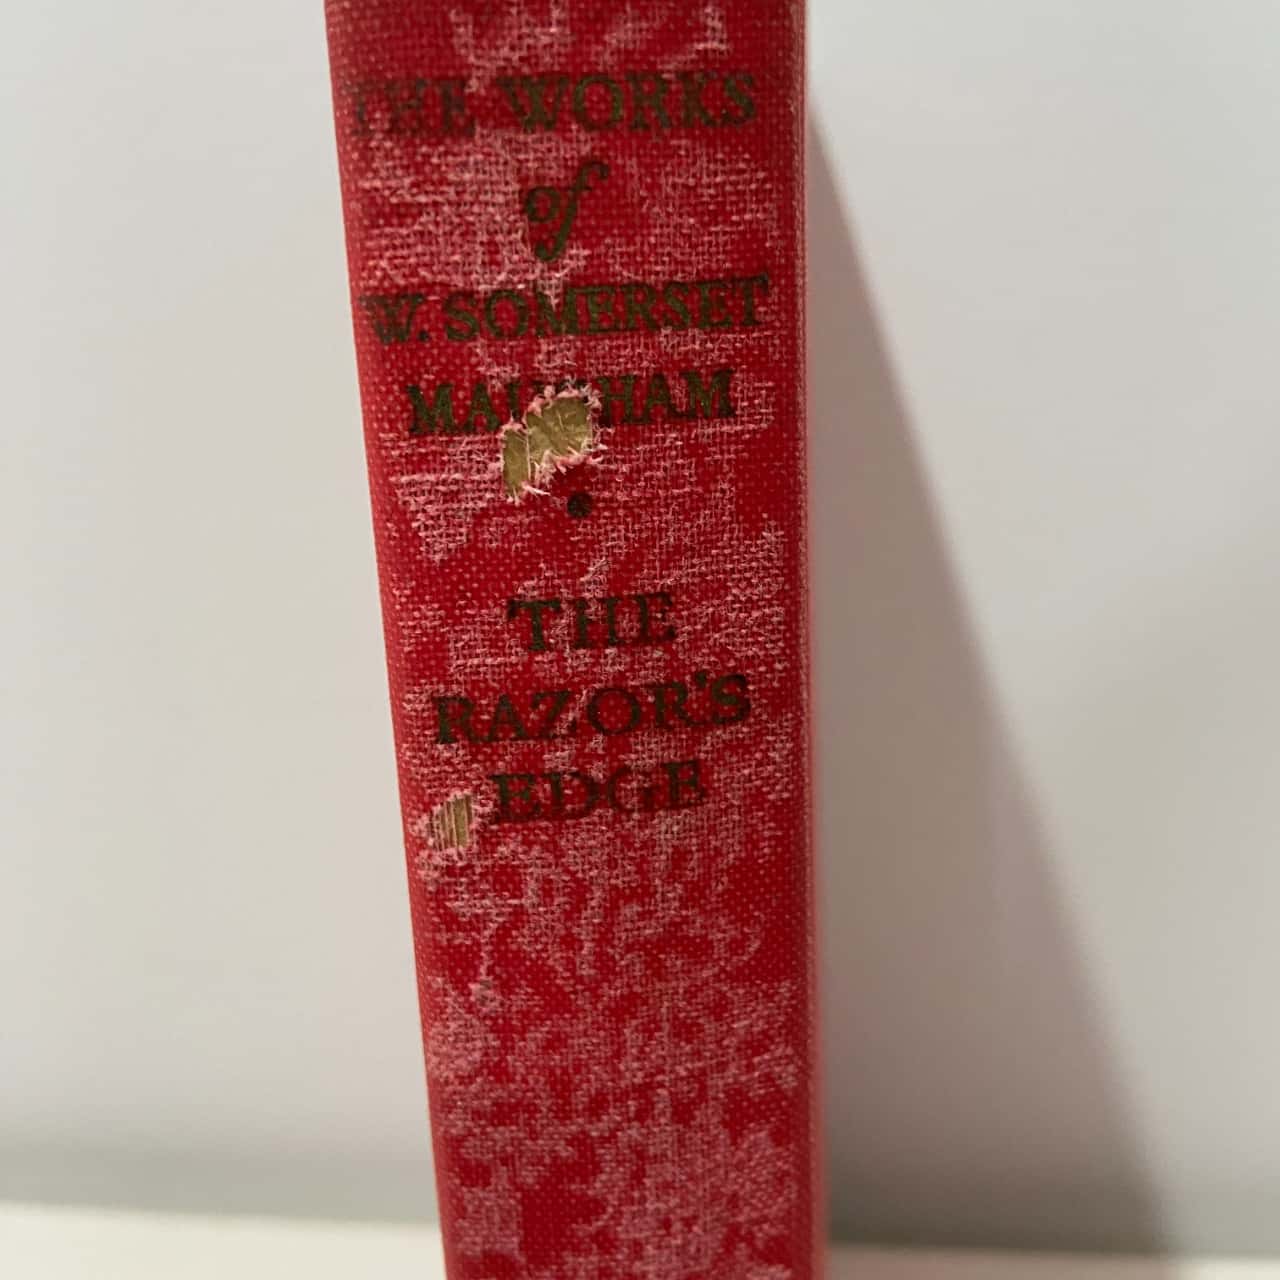 THE WORKS
of
W. SOMERSET
MAUGHAM
•
THE
RAZOR'S
EDGE